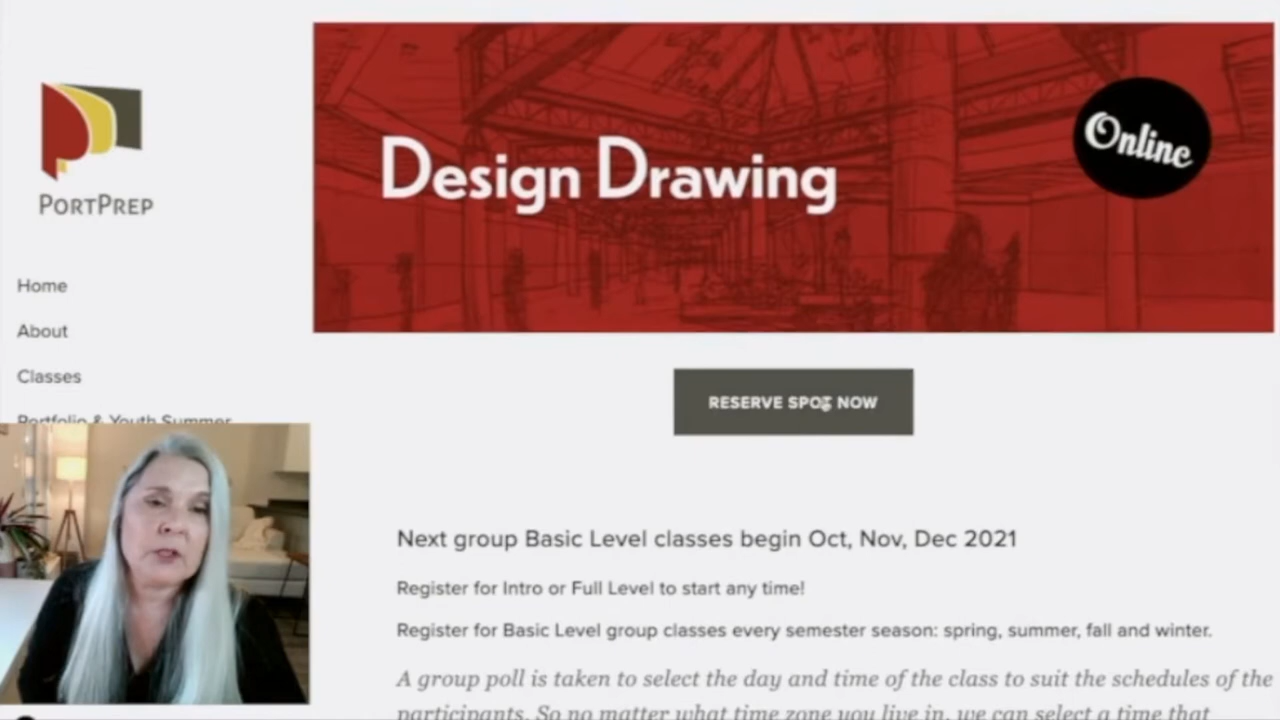 PORTPREP
Home
About
Classes
Portfolio & Youth Summer
Design Drawing
Online
RESERVE SPOT NOW
Next group Basic Level classes begin Oct, Nov, Dec 2021
Register for Intro or Full Level to start any time!
Register for Basic Level group classes every semester season: spring, summer, fall and winter.
A group poll is taken to select the day and time of the class to suit the schedules of the
participants. So no matter what time zone you live in, we can select a time that